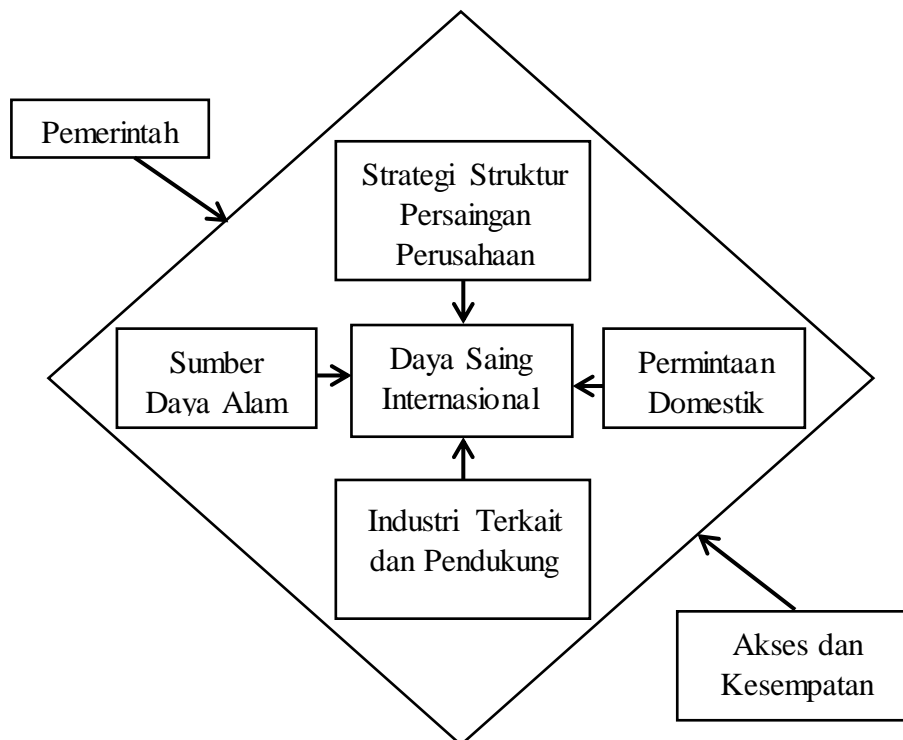 Pemerintah
Strategi Struktur
Persaingan
Perusahaan
Sumber
Daya Alam
Daya Saing
Internasional
Permintaan
Domestik
Industri Terkait
dan Pendukung
Akses dan
Kesempatan